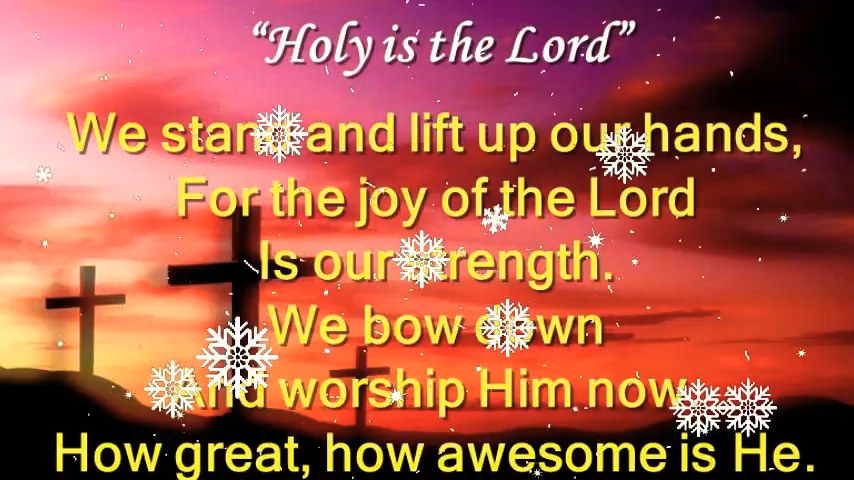 “Holy is the Lord”
We stand and lift up our hands,
For the joy of the Lord
Is our strength.
We bow down
And worship Him now
How great, how awesome is He.